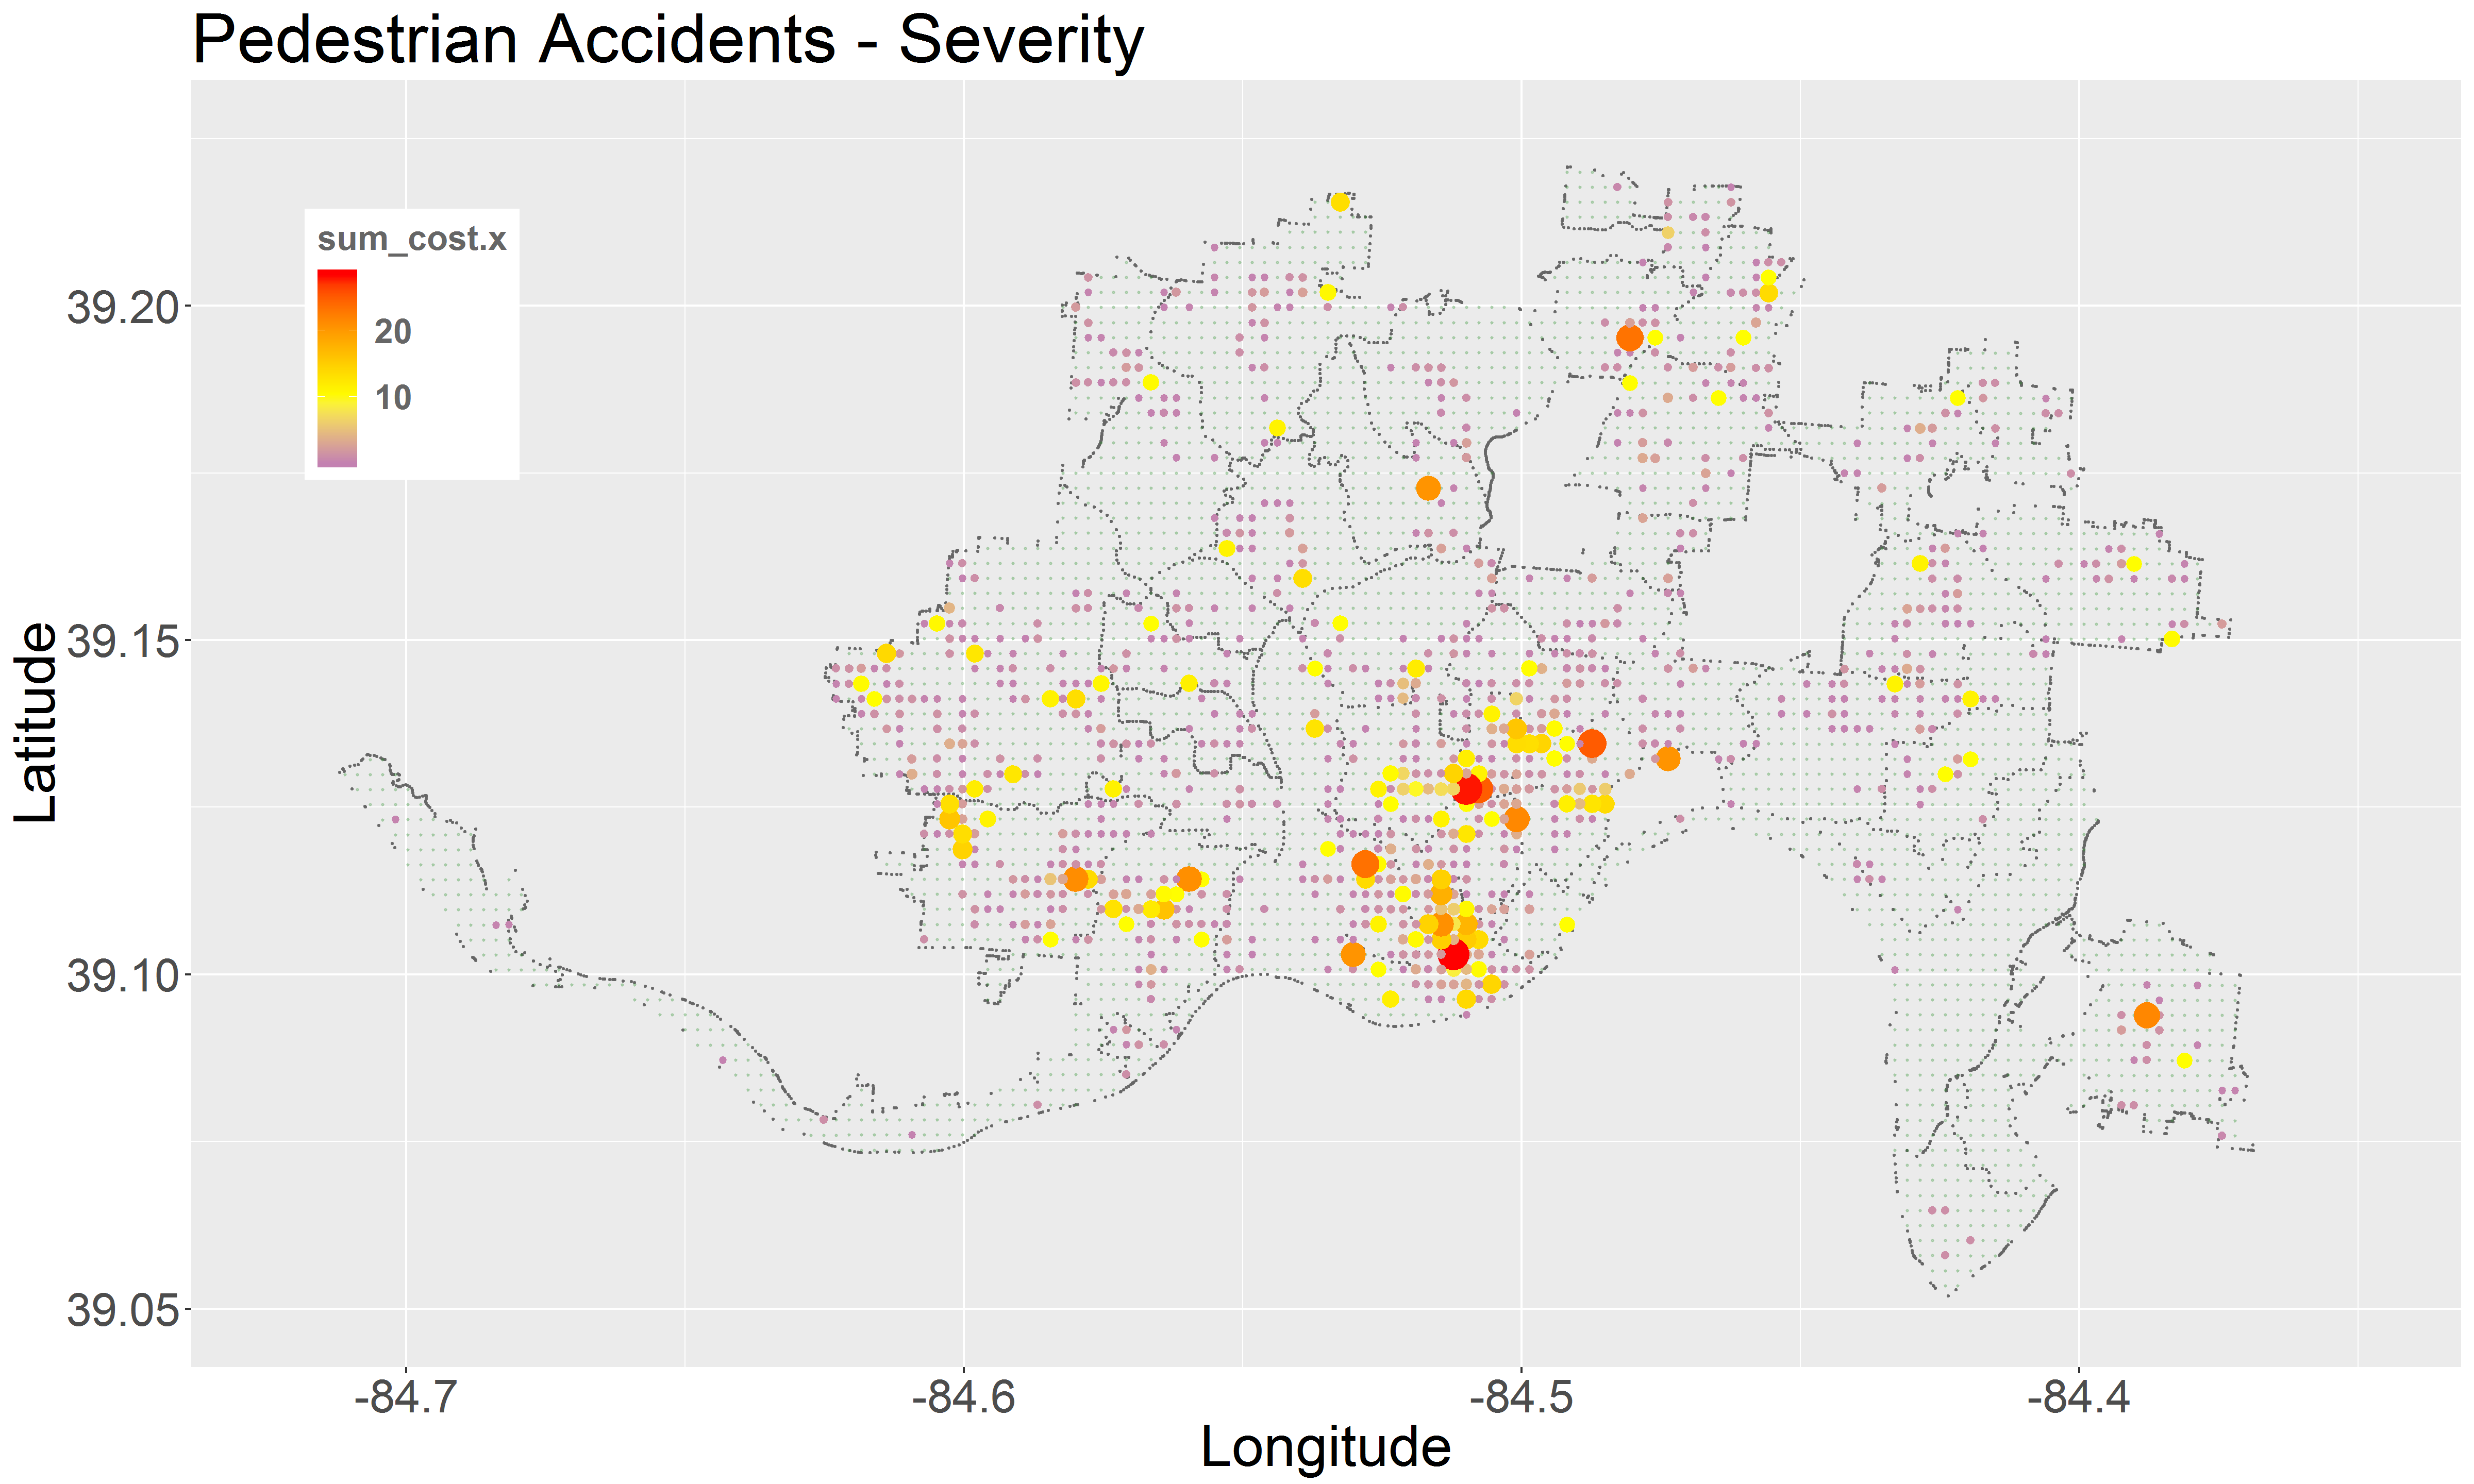 Pedestrian Accidents - Severity
sum_cost.x
20
10
Latitude
39.20
39.15
39.10
39.05
-84.7
-84.6
-84.5
-84.4
Longitude